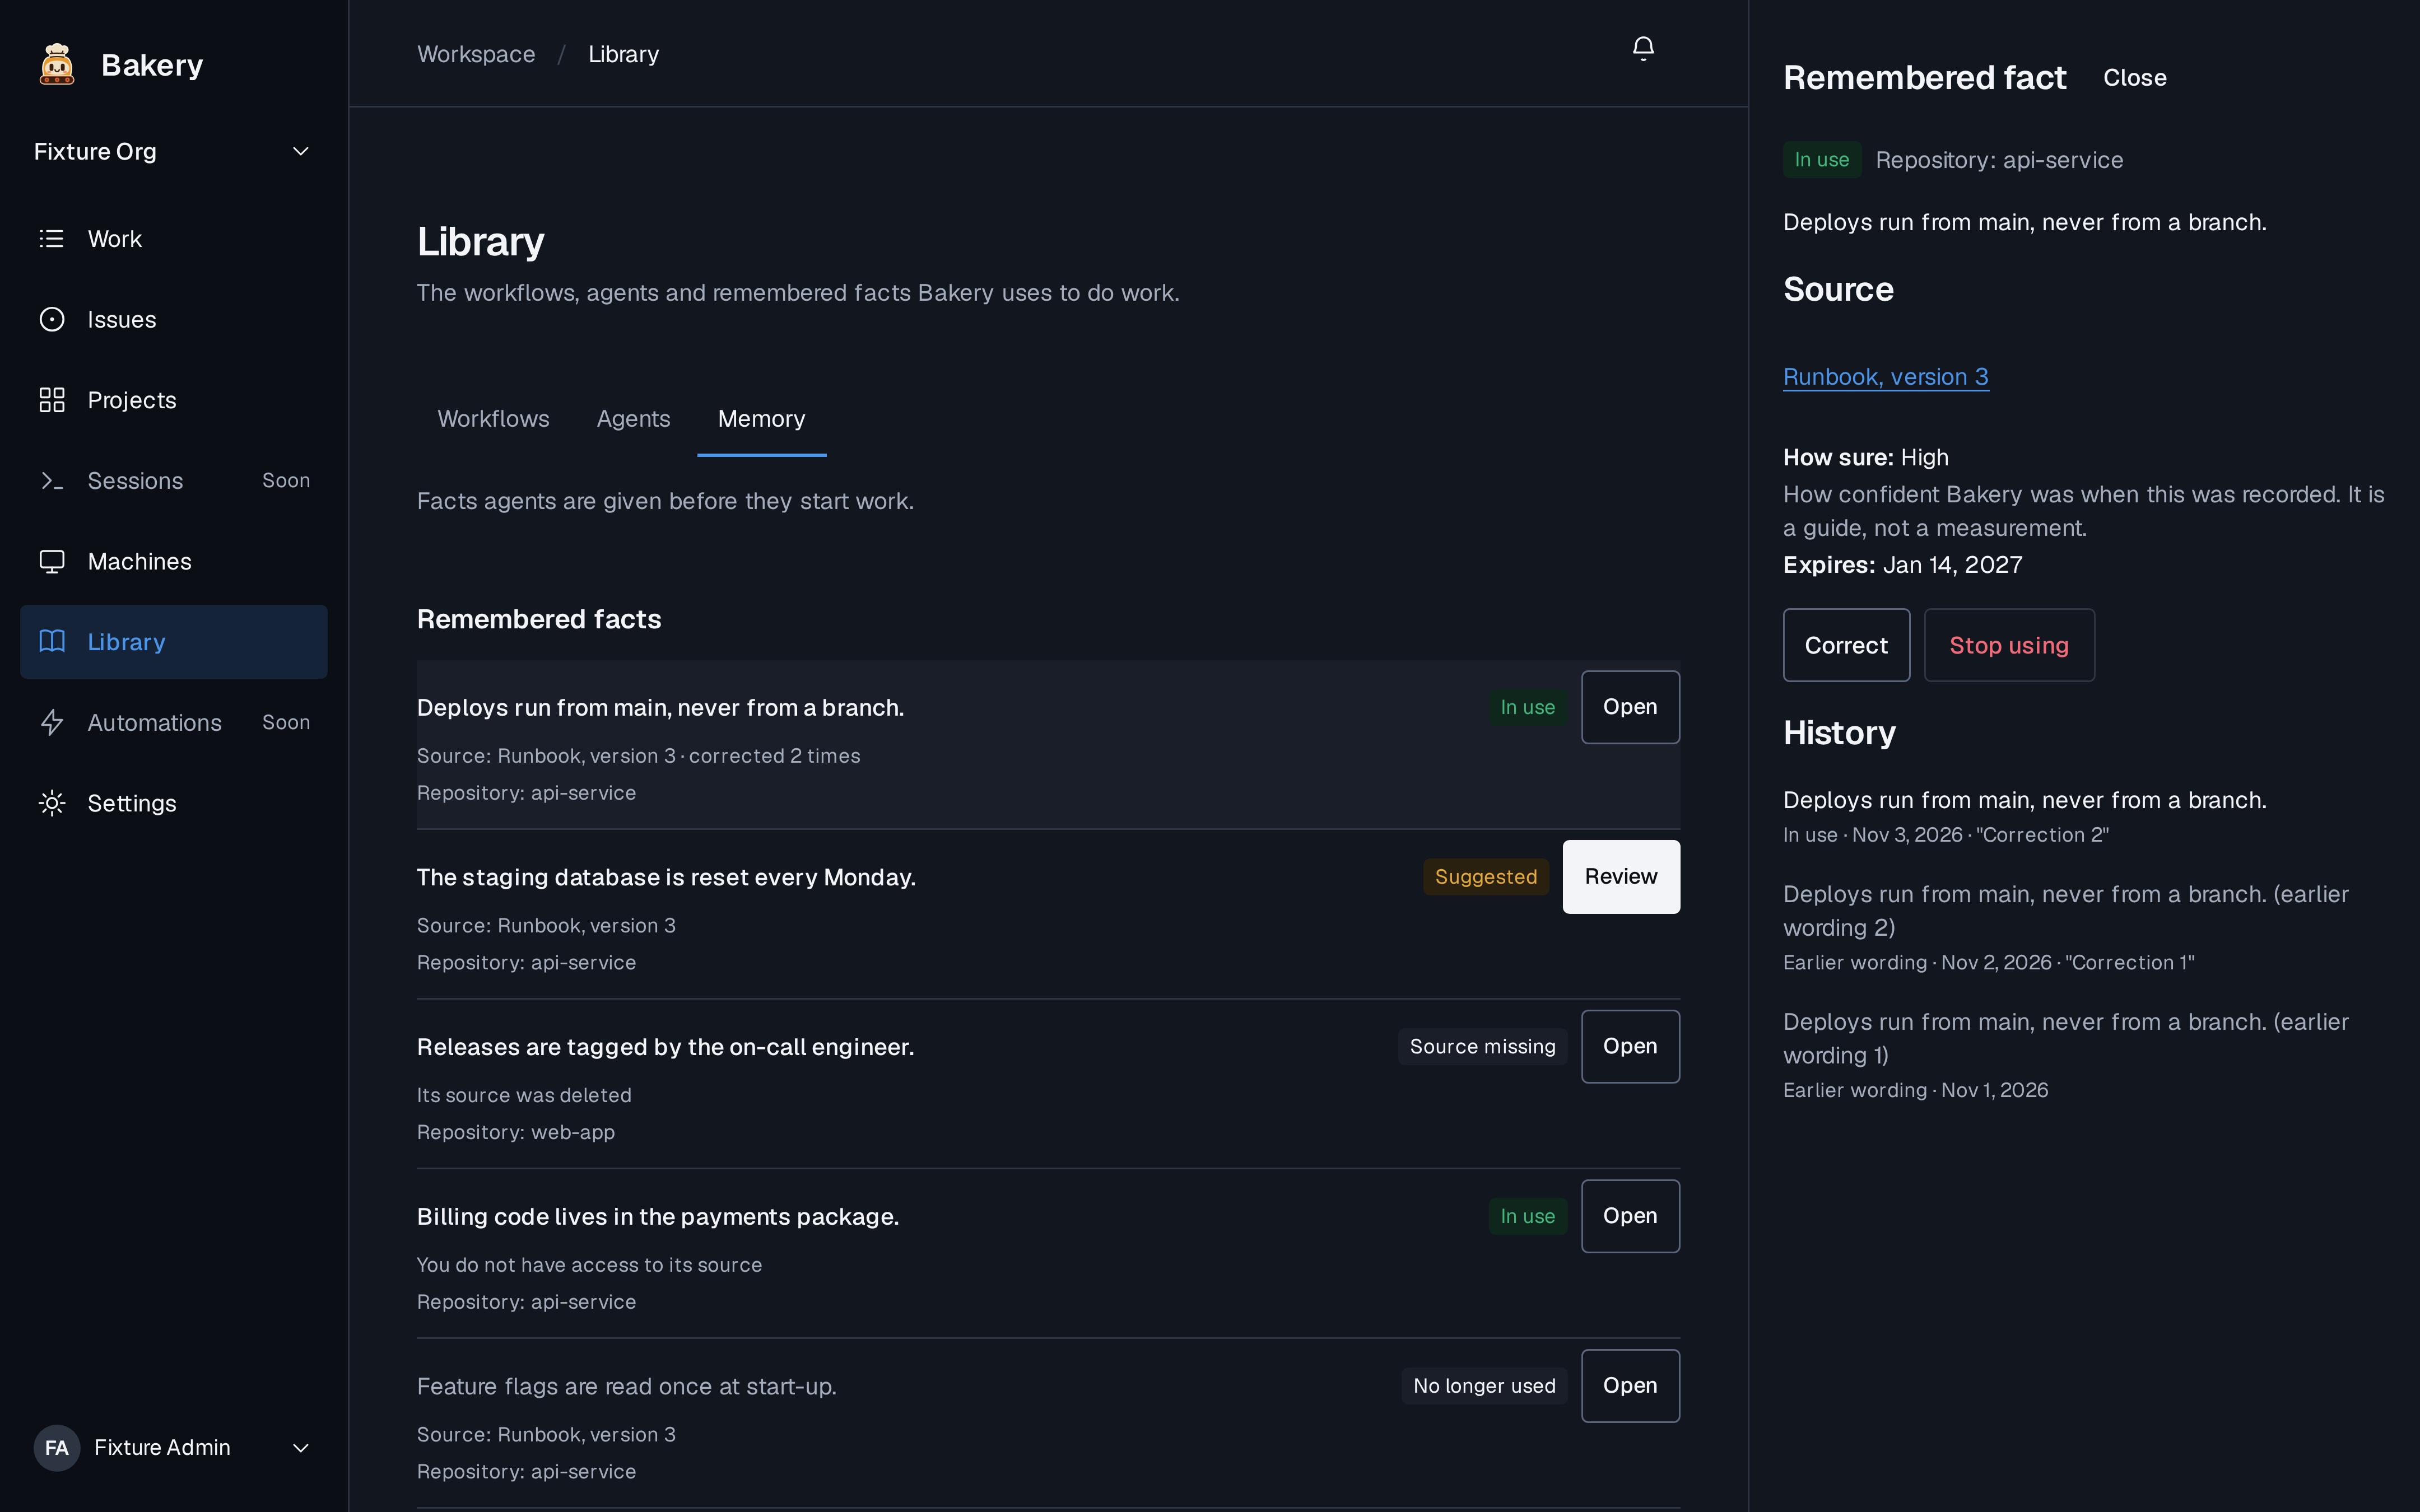 Bakery
Fixture Org
Work
Issues
Projects
Sessions Soon
Machines
Library
Automations Soon
Settings
FA Fixture Admin
Workspace / Library
Library
The workflows, agents and remembered facts Bakery uses to do work.
Workflows Agents Memory
Facts agents are given before they start work.
Remembered facts
Deploys run from main, never from a branch. In use Open
Source: Runbook, version 3 · corrected 2 times
Repository: api-service
The staging database is reset every Monday. Suggested Review
Source: Runbook, version 3
Repository: api-service
Releases are tagged by the on-call engineer. Source missing Open
Its source was deleted
Repository: web-app
Billing code lives in the payments package. In use Open
You do not have access to its source
Repository: api-service
Feature flags are read once at start-up. No longer used Open
Source: Runbook, version 3
Repository: api-service
Remembered fact Close
In use Repository: api-service
Deploys run from main, never from a branch.
Source
Runbook, version 3
How sure: High
How confident Bakery was when this was recorded. It is
a guide, not a measurement.
Expires: Jan 14, 2027
Correct Stop using
History
Deploys run from main, never from a branch.
In use · Nov 3, 2026 · "Correction 2"
Deploys run from main, never from a branch. (earlier
wording 2)
Earlier wording · Nov 2, 2026 · "Correction 1"
Deploys run from main, never from a branch. (earlier
wording 1)
Earlier wording · Nov 1, 2026